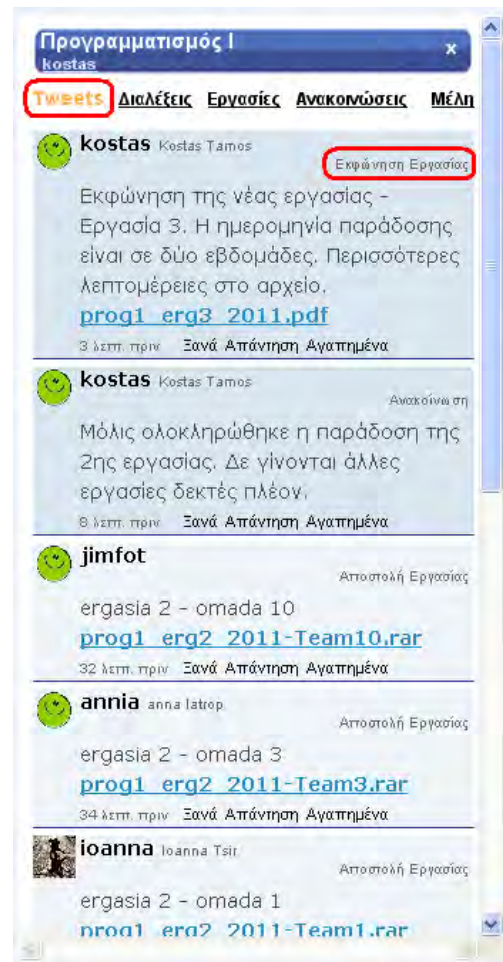 Προγραμματισμός Ι x
kostas
Tweets Διαλέξεις Εργασίες Ανακοινώσεις Μέλη
kostas Kostas Tamos
Εκφώνηση Εργασίας
Εκφώνηση της νέας εργασίας -
Εργασία 3. Η ημερομηνία παράδοσης
είναι σε δύο εβδομάδες. Περισσότερες
λεπτομέρειες στο αρχείο.
prog1_erg3_2011.pdf
3 λεπτ. πριν Ξανά Απάντηση Αγαπημένα
kostas Kostas Tamos
Ανακοίνωση
Μόλις ολοκληρώθηκε η παράδοση της
2ης εργασίας. Δε γίνονται άλλες
εργασίες δεκτές πλέον.
8 λεπτ. πριν Ξανά Απάντηση Αγαπημένα
jimfot
Αποστολή Εργασίας
ergasia 2 - omada 10
prog1_erg2_2011-Team10.rar
32 λεπτ. πριν Ξανά Απάντηση Αγαπημένα
annia anna Iatrop
Αποστολή Εργασίας
ergasia 2 - omada 3
prog1_erg2_2011-Team3.rar
34 λεπτ. πριν Ξανά Απάντηση Αγαπημένα
ioanna Ioanna Tsir
Αποστολή Εργασίας
ergasia 2 - omada 1
prog1_erg2_2011-Team1.rar